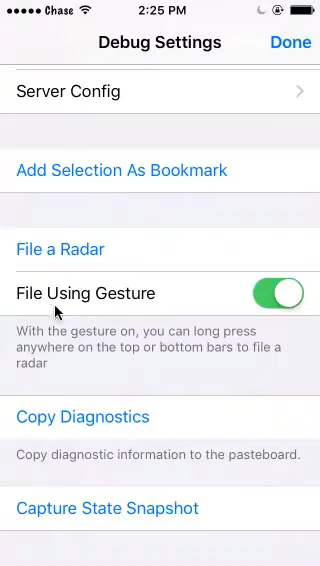 Chase 2:25 PM
Debug Settings Done
Server Config
Add Selection As Bookmark
File a Radar
File Using Gesture
With the gesture on, you can long press
anywhere on the top or bottom bars to file a
radar
Copy Diagnostics
Copy diagnostic information to the pasteboard.
Capture State Snapshot